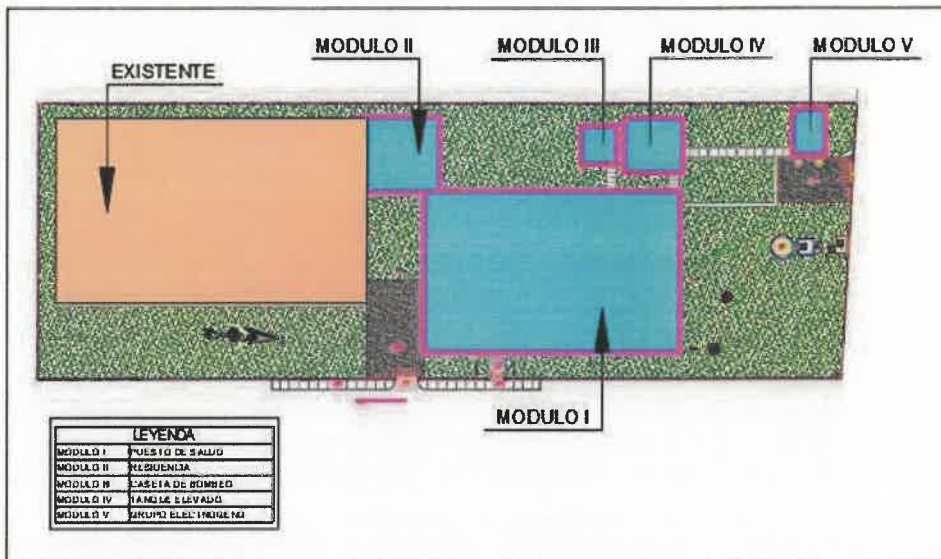 MODULO II
MODULO III
MODULO IV
MODULO V
EXISTENTE
MODULO I
LEYENDA
MODULO I PUESTO DE SALUD
MODULO II RESIDENCIA
MODULO III CASETA DE BOMBEO
MODULO IV TANQUE ELEVADO
MODULO V GRUPO ELECTROGENO